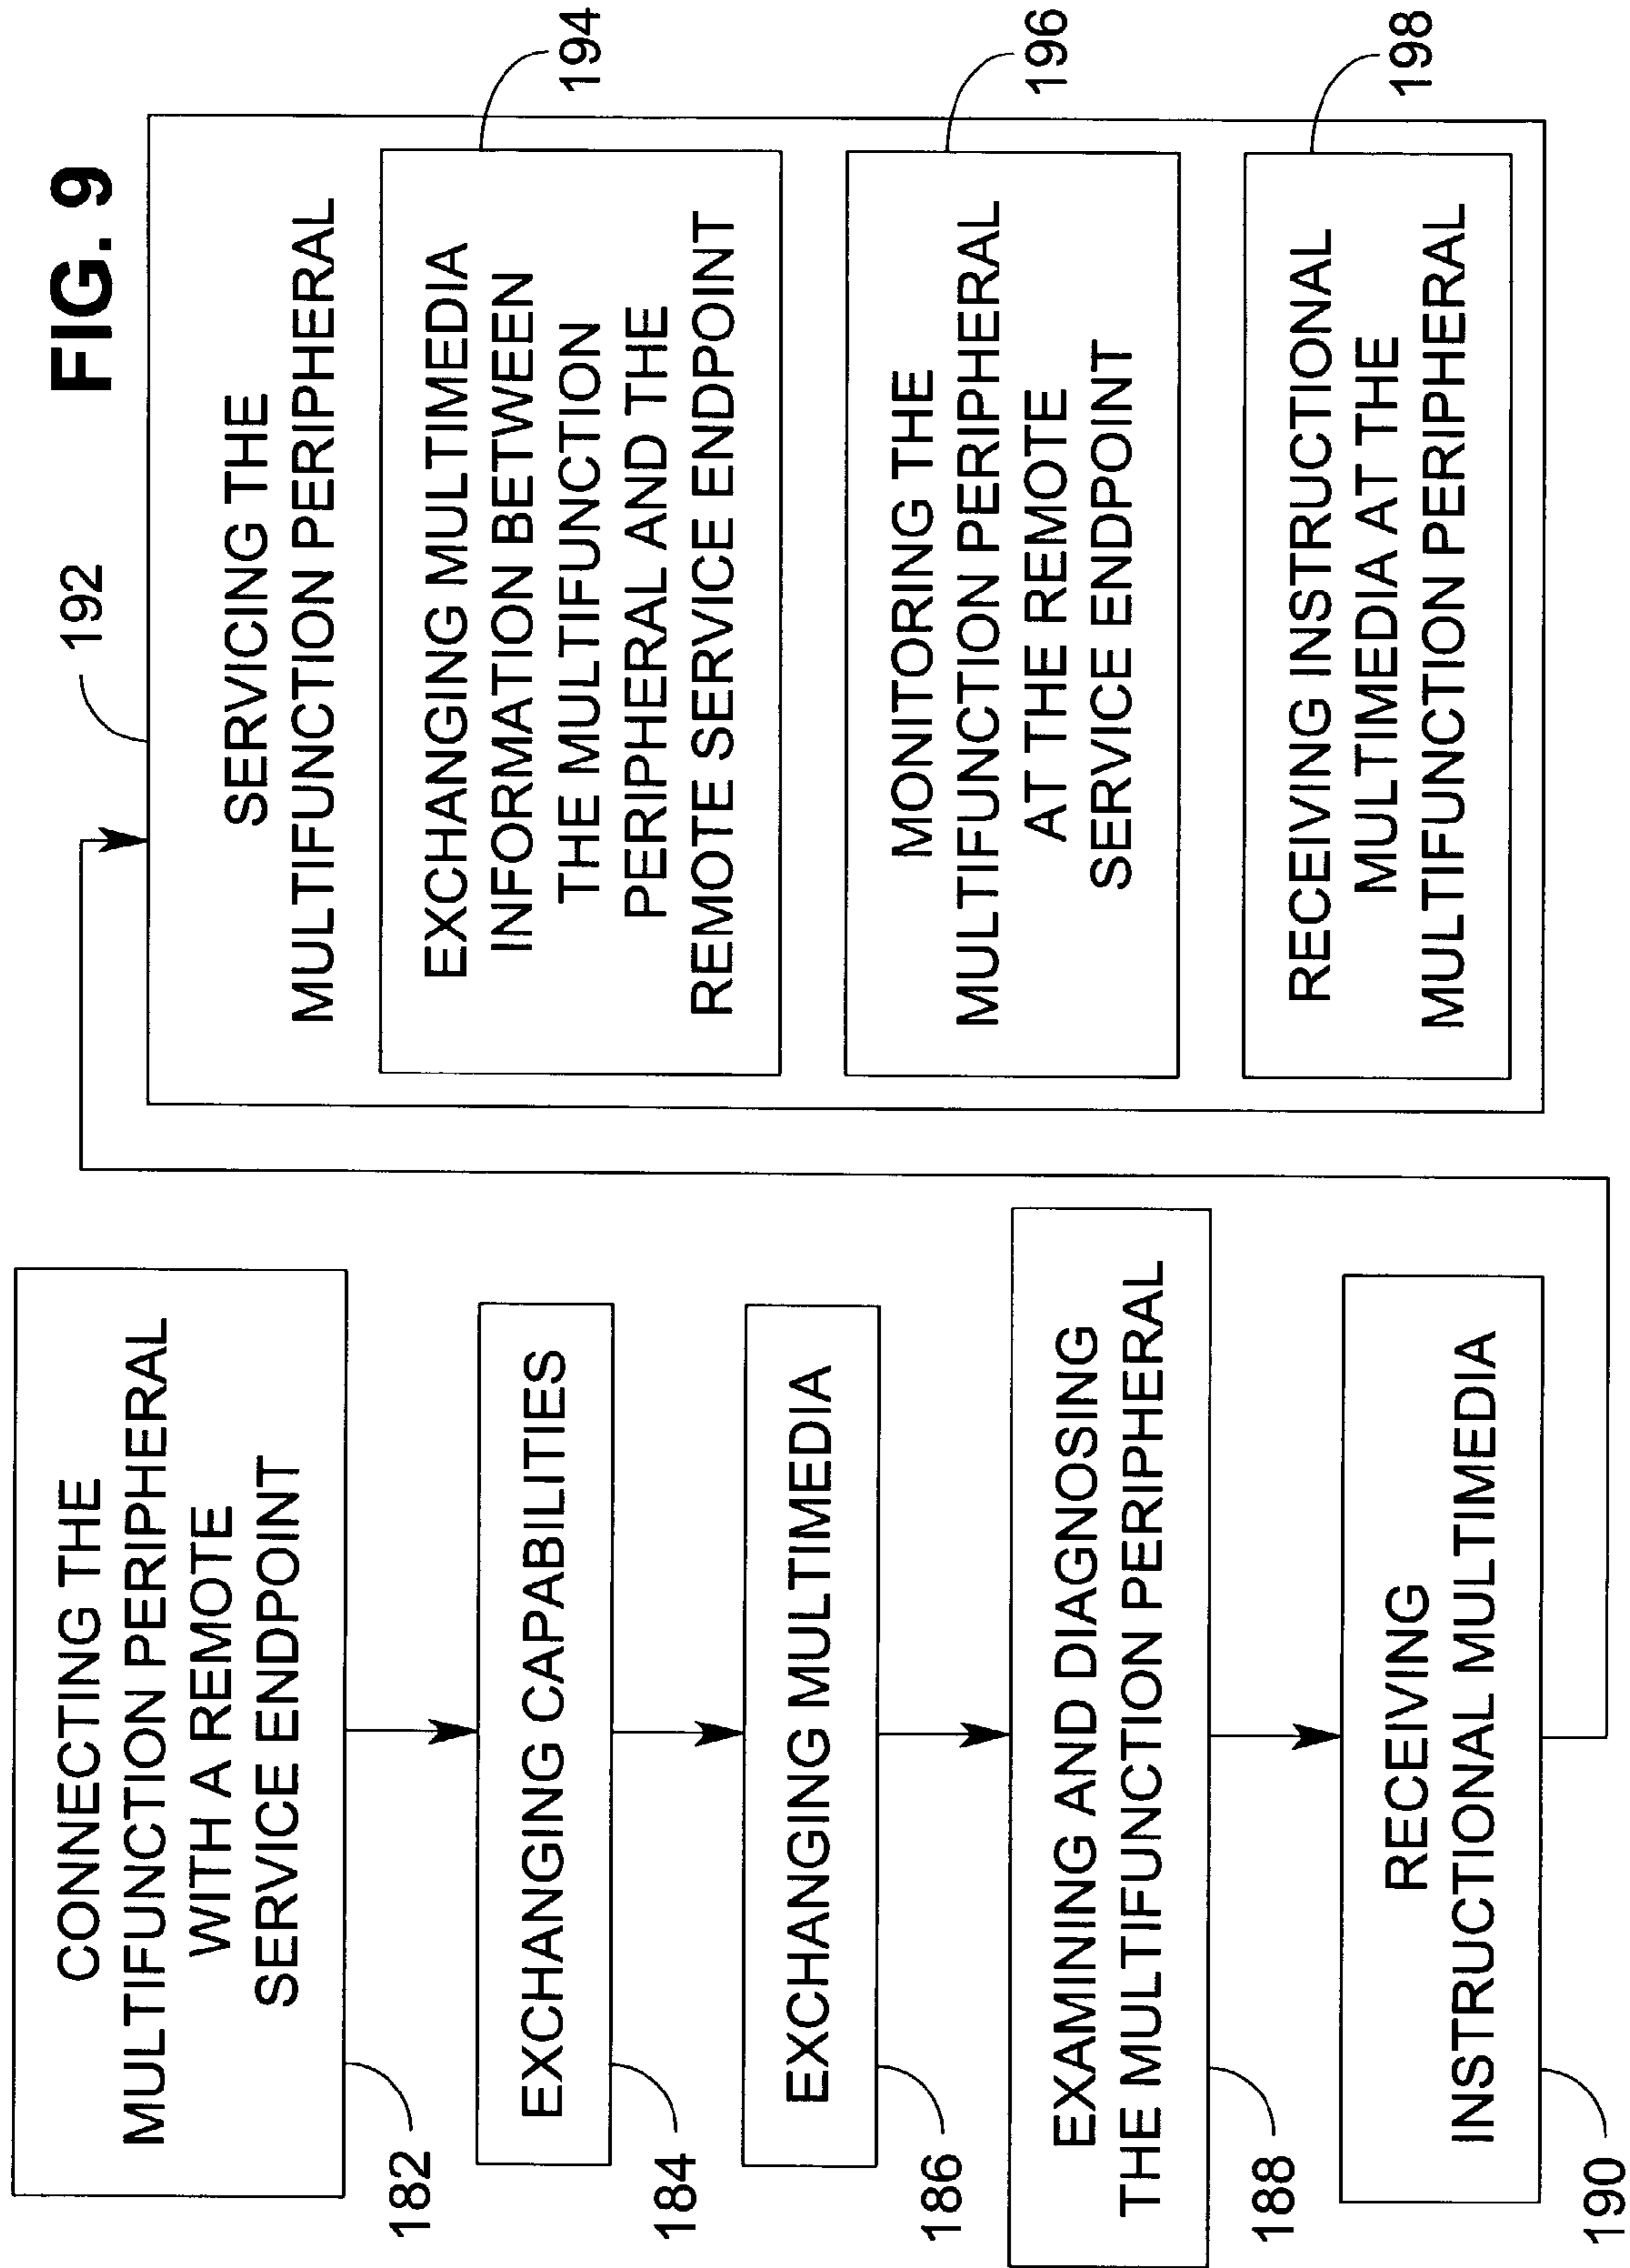 FIG. 9
CONNECTING THE
MULTIFUNCTION PERIPHERAL
WITH A REMOTE
SERVICE ENDPOINT
182
EXCHANGING CAPABILITIES
184
EXCHANGING MULTIMEDIA
186
EXAMINING AND DIAGNOSING
THE MULTIFUNCTION PERIPHERAL
188
RECEIVING
INSTRUCTIONAL MULTIMEDIA
190
192
SERVICING THE
MULTIFUNCTION PERIPHERAL
EXCHANGING MULTIMEDIA
INFORMATION BETWEEN
THE MULTIFUNCTION
PERIPHERAL AND THE
REMOTE SERVICE ENDPOINT
194
MONITORING THE
MULTIFUNCTION PERIPHERAL
AT THE REMOTE
SERVICE ENDPOINT
196
RECEIVING INSTRUCTIONAL
MULTIMEDIA AT THE
MULTIFUNCTION PERIPHERAL
198